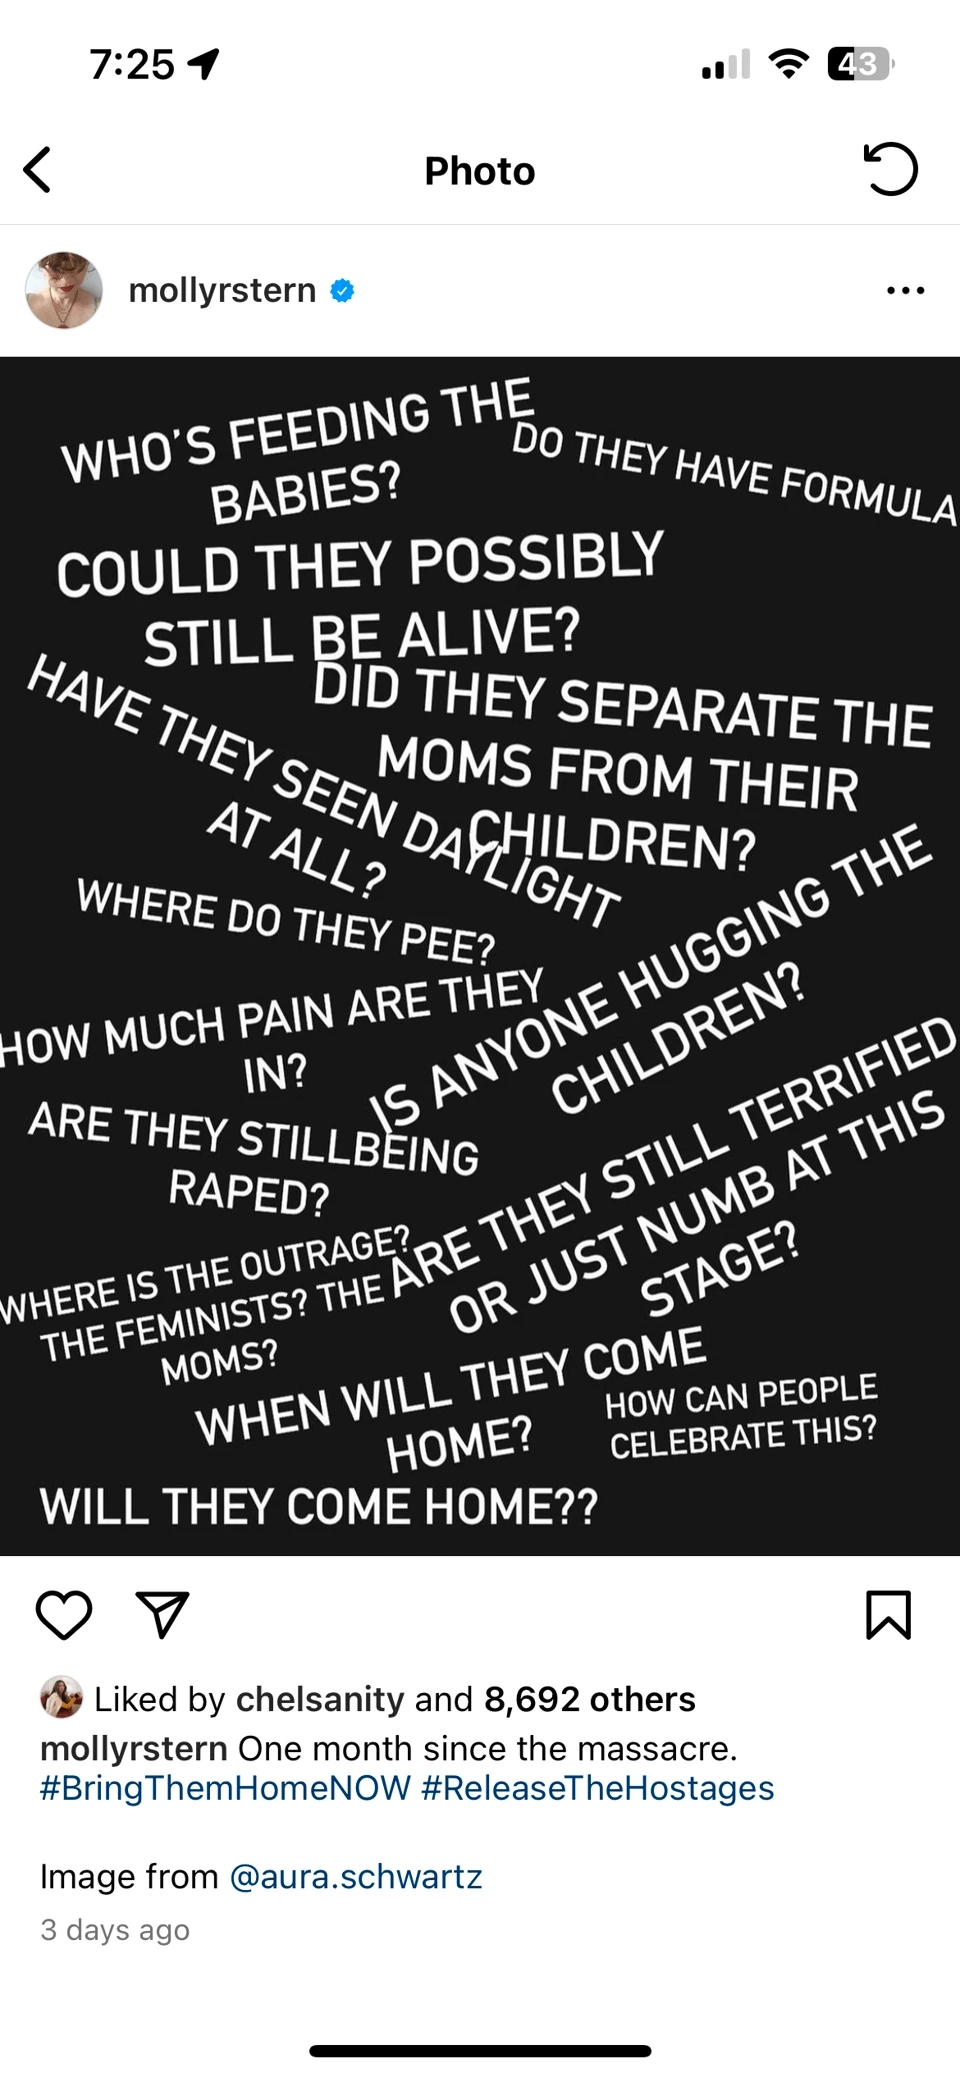 7:25
43
Photo
mollyrstern
WHO'S FEEDING THE
BABIES?
DO THEY HAVE FORMULA
COULD THEY POSSIBLY
STILL BE ALIVE?
DID THEY SEPARATE THE
MOMS FROM THEIR
CHILDREN?
HAVE THEY SEEN DAYLIGHT
AT ALL?
WHERE DO THEY PEE?
IS ANYONE HUGGING THE
CHILDREN?
HOW MUCH PAIN ARE THEY
IN?
ARE THEY STILLBEING
RAPED?
ARE THEY STILL TERRIFIED
OR JUST NUMB AT THIS
STAGE?
WHERE IS THE OUTRAGE?
THE FEMINISTS? THE
MOMS?
WHEN WILL THEY COME
HOME?
HOW CAN PEOPLE
CELEBRATE THIS?
WILL THEY COME HOME??
Liked by chelsanity and 8,692 others
mollyrstern One month since the massacre.
#BringThemHomeNOW #ReleaseTheHostages
Image from @aura.schwartz
3 days ago